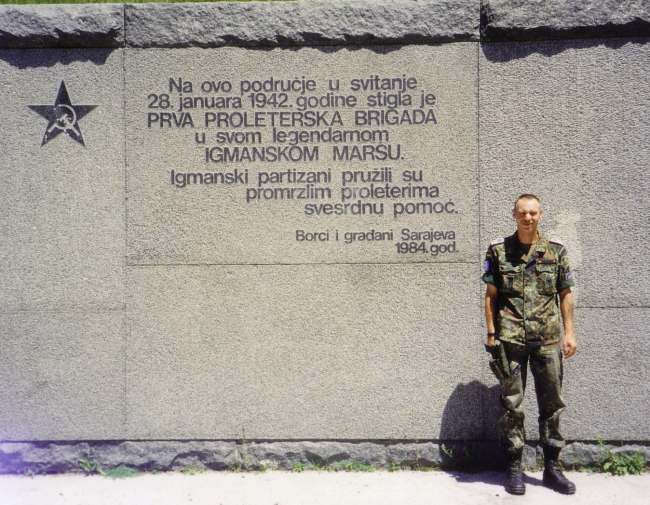 Na ovo područje u svitanje
28. januara 1942. godine stigla je
PRVA PROLETERSKA BRIGADA
u svom legendarnom
IGMANSKOM MARŠU.
Igmanski partizani pružili su
promrzlim proleterima
svesrdnu pomoć.
Borci i građani Sarajeva
1984. god.